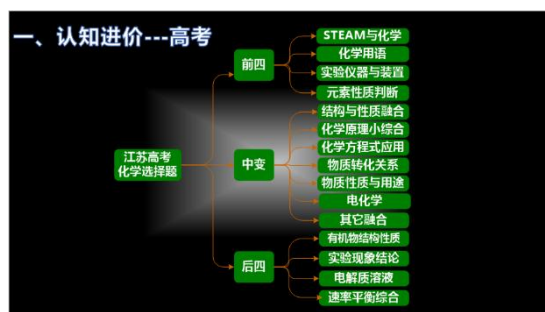 一、认知进价---高考
江苏高考
化学选择题
前四
STEAM与化学
化学用语
实验仪器与装置
元素性质判断
中变
结构与性质融合
化学原理小综合
化学方程式应用
物质转化关系
物质性质与用途
电化学
其它融合
后四
有机物结构性质
实验现象结论
电解质溶液
速率平衡综合